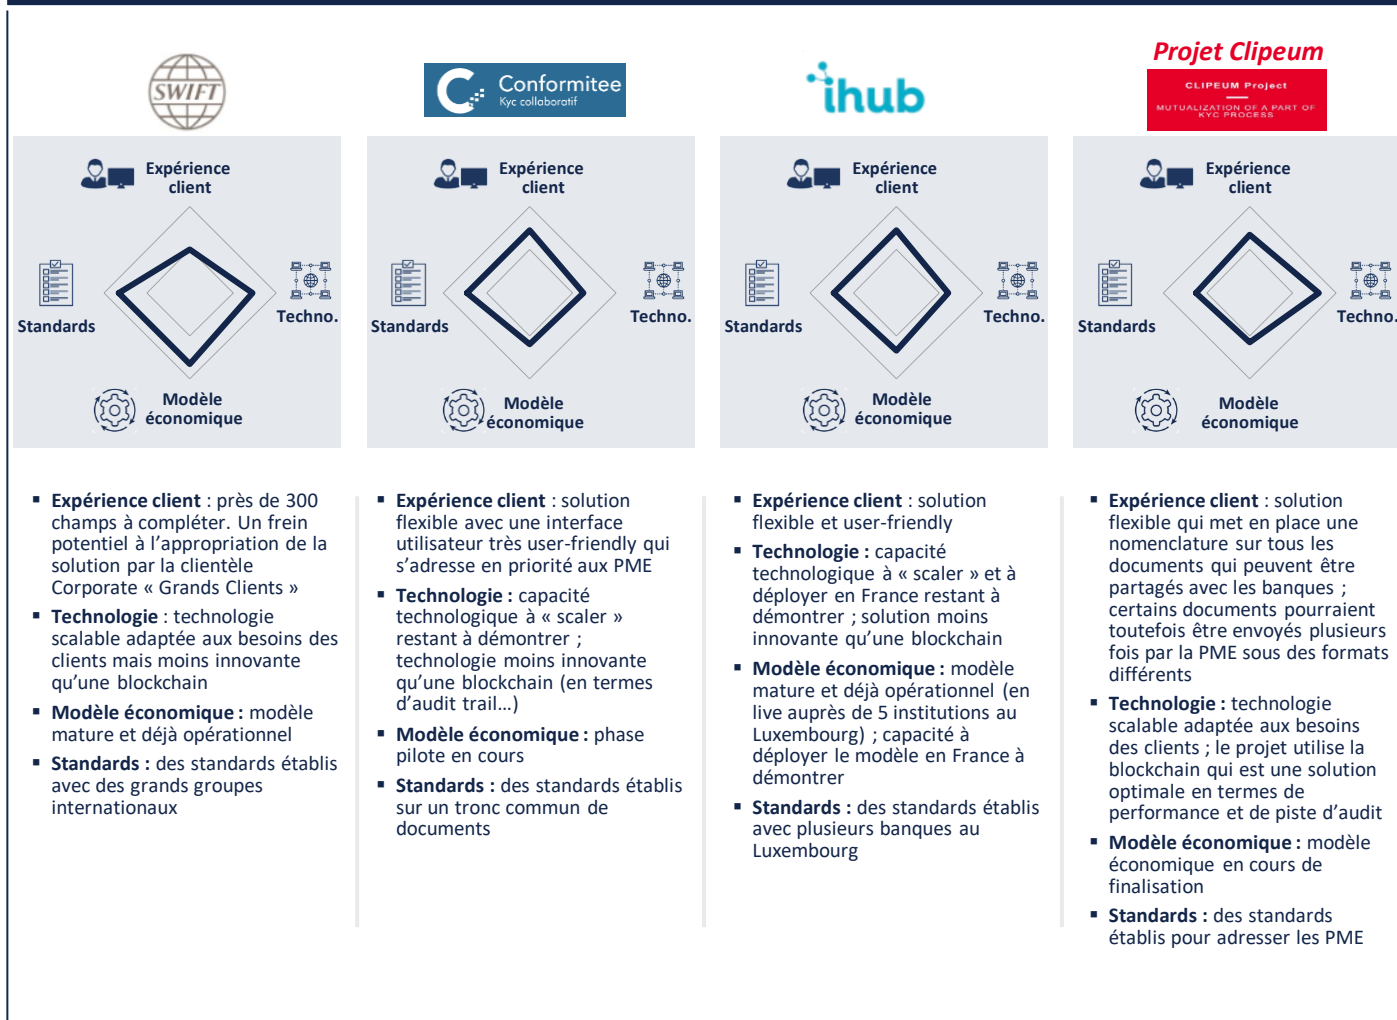 Projet Clipeum
SWIFT
Conformitee
Kyc collaboratif
ihub
CLIPEUM Project
MUTUALIZATION OF A PART OF
KYC PROCESS
Expérience
client
Standards
Techno.
Modèle
économique
Expérience
client
Standards
Techno.
Modèle
économique
Expérience
client
Standards
Techno.
Modèle
économique
Expérience
client
Standards
Techno.
Modèle
économique
▪ Expérience client : près de 300
champs à compléter. Un frein
potentiel à l’appropriation de la
solution par la clientèle
Corporate « Grands Clients »
▪ Technologie : technologie
scalable adaptée aux besoins des
clients mais moins innovante
qu’une blockchain
▪ Modèle économique : modèle
mature et déjà opérationnel
▪ Standards : des standards établis
avec des grands groupes
internationaux
▪ Expérience client : solution
flexible avec une interface
utilisateur très user-friendly qui
s’adresse en priorité aux PME
▪ Technologie : capacité
technologique à « scaler »
restant à démontrer ;
technologie moins innovante
qu’une blockchain (en termes
d’audit trail…)
▪ Modèle économique : phase
pilote en cours
▪ Standards : des standards établis
sur un tronc commun de
documents
▪ Expérience client : solution
flexible et user-friendly
▪ Technologie : capacité
technologique à « scaler » et à
déployer en France restant à
démontrer ; solution moins
innovante qu’une blockchain
▪ Modèle économique : modèle
mature et déjà opérationnel (en
live auprès de 5 institutions au
Luxembourg) ; capacité à
déployer le modèle en France à
démontrer
▪ Standards : des standards établis
avec plusieurs banques au
Luxembourg
▪ Expérience client : solution
flexible qui met en place une
nomenclature sur tous les
documents qui peuvent être
partagés avec les banques ;
certains documents pourraient
toutefois être envoyés plusieurs
fois par la PME sous des formats
différents
▪ Technologie : technologie
scalable adaptée aux besoins
des clients ; le projet utilise la
blockchain qui est une solution
optimale en termes de
performance et de piste d’audit
▪ Modèle économique : modèle
économique en cours de
finalisation
▪ Standards : des standards
établis pour adresser les PME